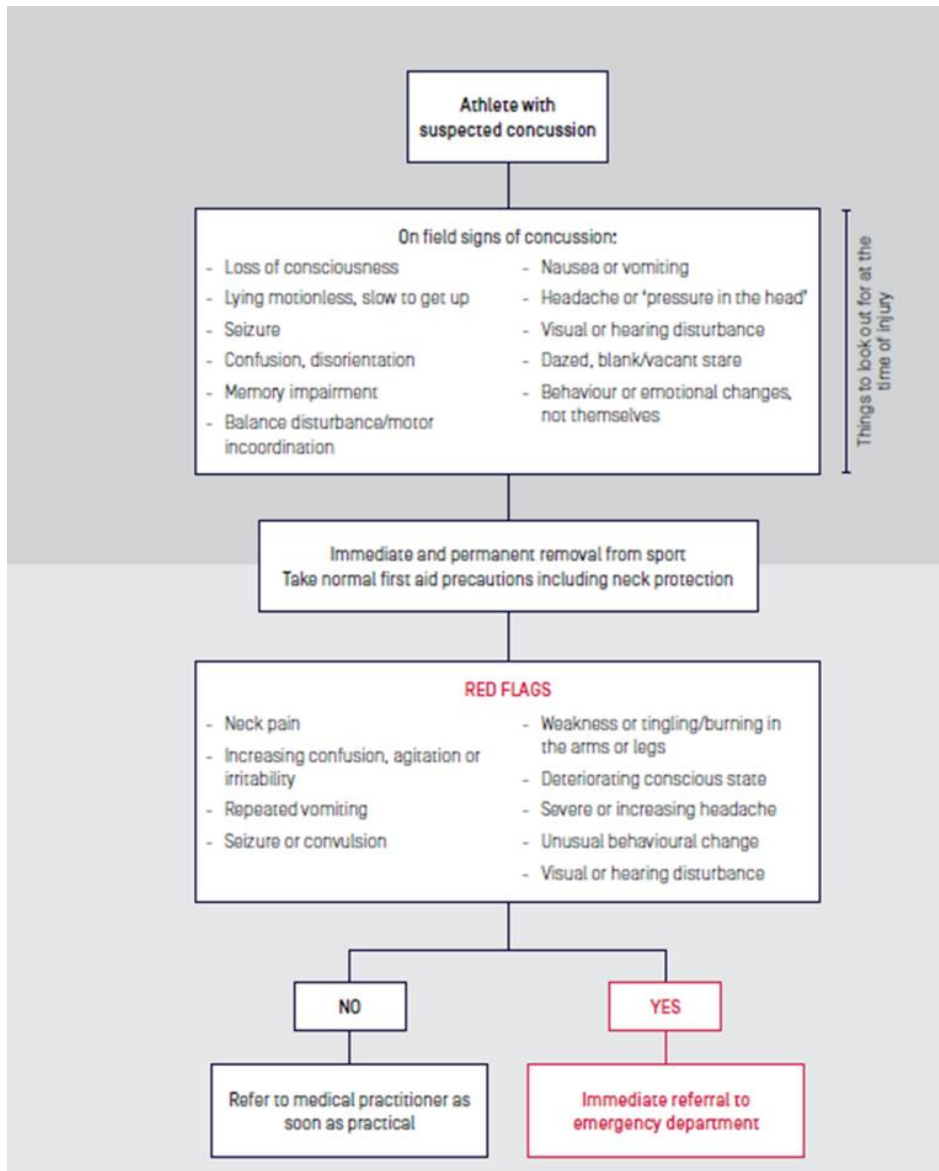 Athlete with
suspected concussion
On field signs of concussion:
- Loss of consciousness
- Lying motionless, slow to get up
- Seizure
- Confusion, disorientation
- Memory impairment
- Balance disturbance/motor
incoordination
- Nausea or vomiting
- Headache or 'pressure in the head'
- Visual or hearing disturbance
- Dazed, blank/vacant stare
- Behaviour or emotional changes,
not themselves
Things to look out for at the
time of injury
Immediate and permanent removal from sport
Take normal first aid precautions including neck protection
RED FLAGS
- Neck pain
- Increasing confusion, agitation or
irritability
- Repeated vomiting
- Seizure or convulsion
- Weakness or tingling/burning in
the arms or legs
- Deteriorating conscious state
- Severe or increasing headache
- Unusual behavioural change
- Visual or hearing disturbance
NO
YES
Refer to medical practitioner as
soon as practical
Immediate referral to
emergency department